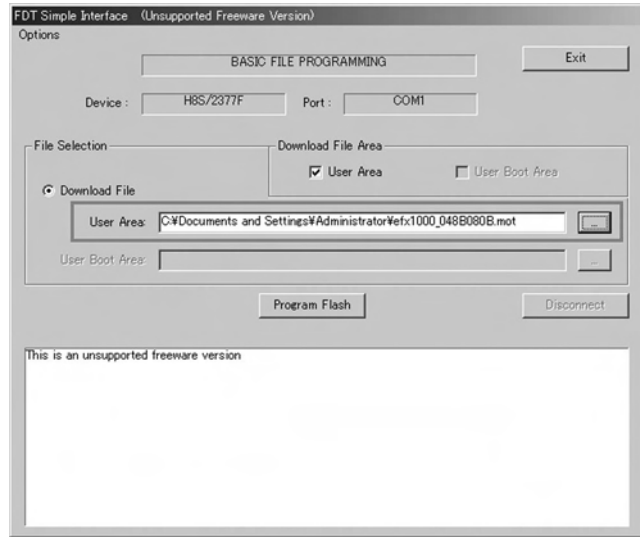 FDT Simple Interface (Unsupported Freeware Version)
Options
BASIC FILE PROGRAMMING
Exit
Device : H8S/2377F Port : COM1
File Selection
Download File Area
User Area User Boot Area
Download File
User Area: C:¥Documents and Settings¥Administrator¥efx1000_048B080B.mot ...
User Boot Area: ...
Program Flash Disconnect
This is an unsupported freeware version